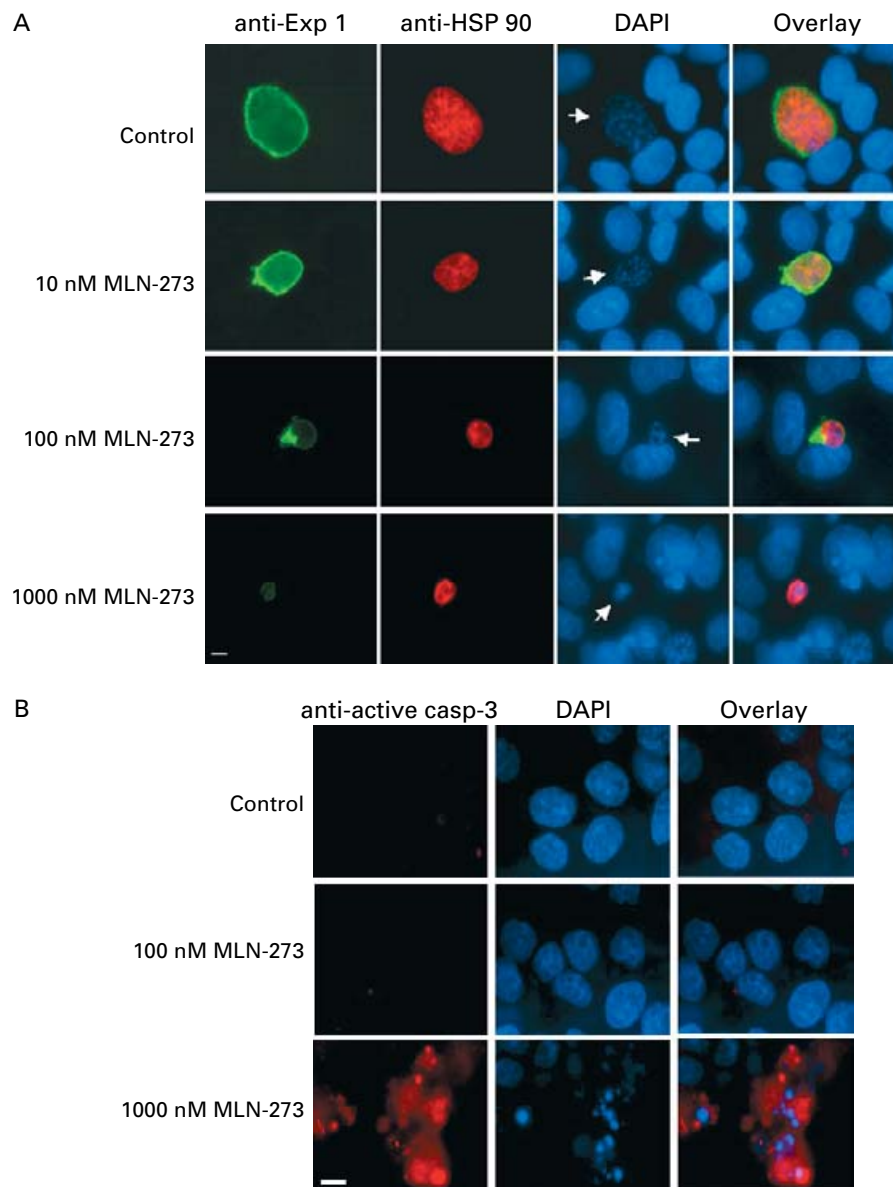 A
anti-Exp 1 anti-HSP 90 DAPI Overlay
Control
10 nM MLN-273
100 nM MLN-273
1000 nM MLN-273
B
anti-active casp-3 DAPI Overlay
Control
100 nM MLN-273
1000 nM MLN-273